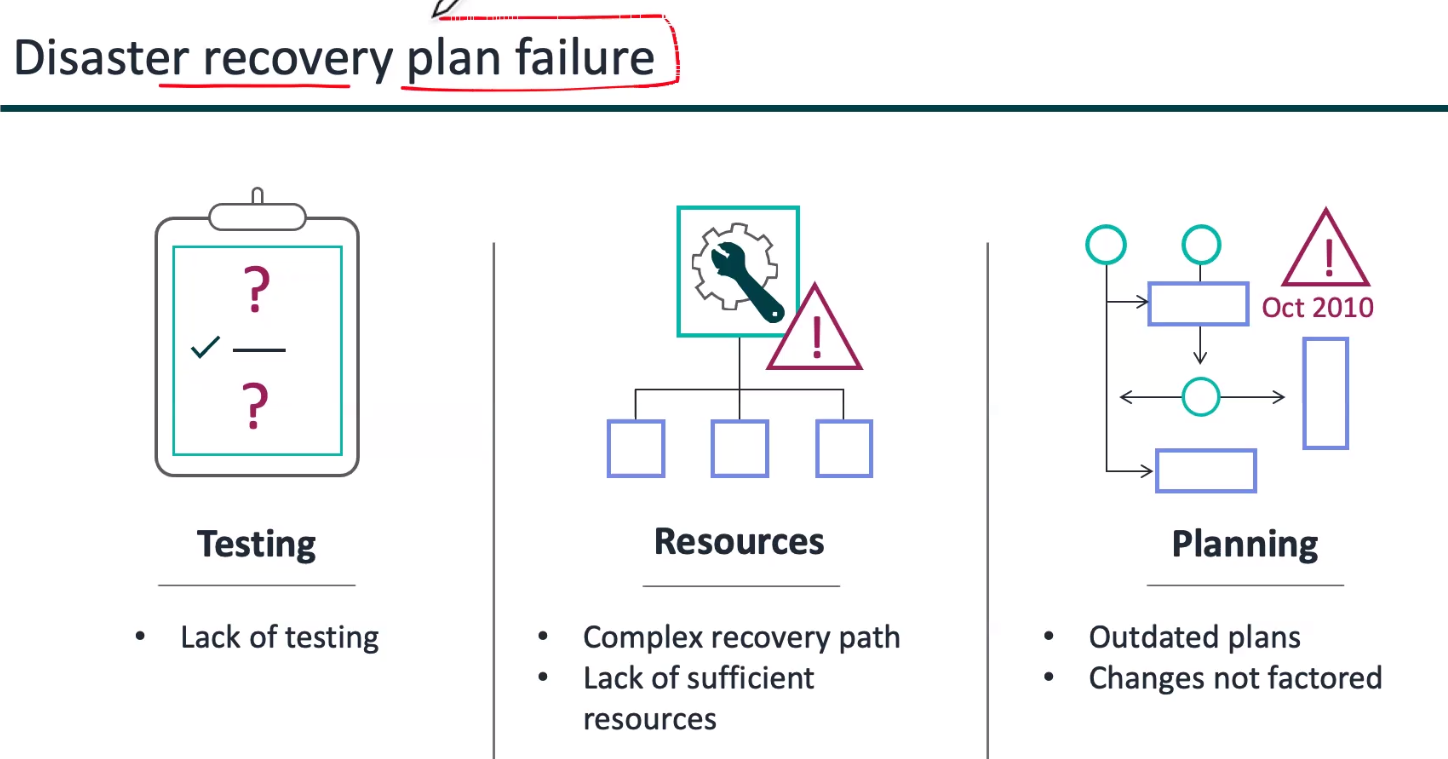 Disaster recovery plan failure
?
?
!
!
Oct 2010
Testing
Resources
Planning
• Lack of testing
• Complex recovery path
• Lack of sufficient
resources
• Outdated plans
• Changes not factored